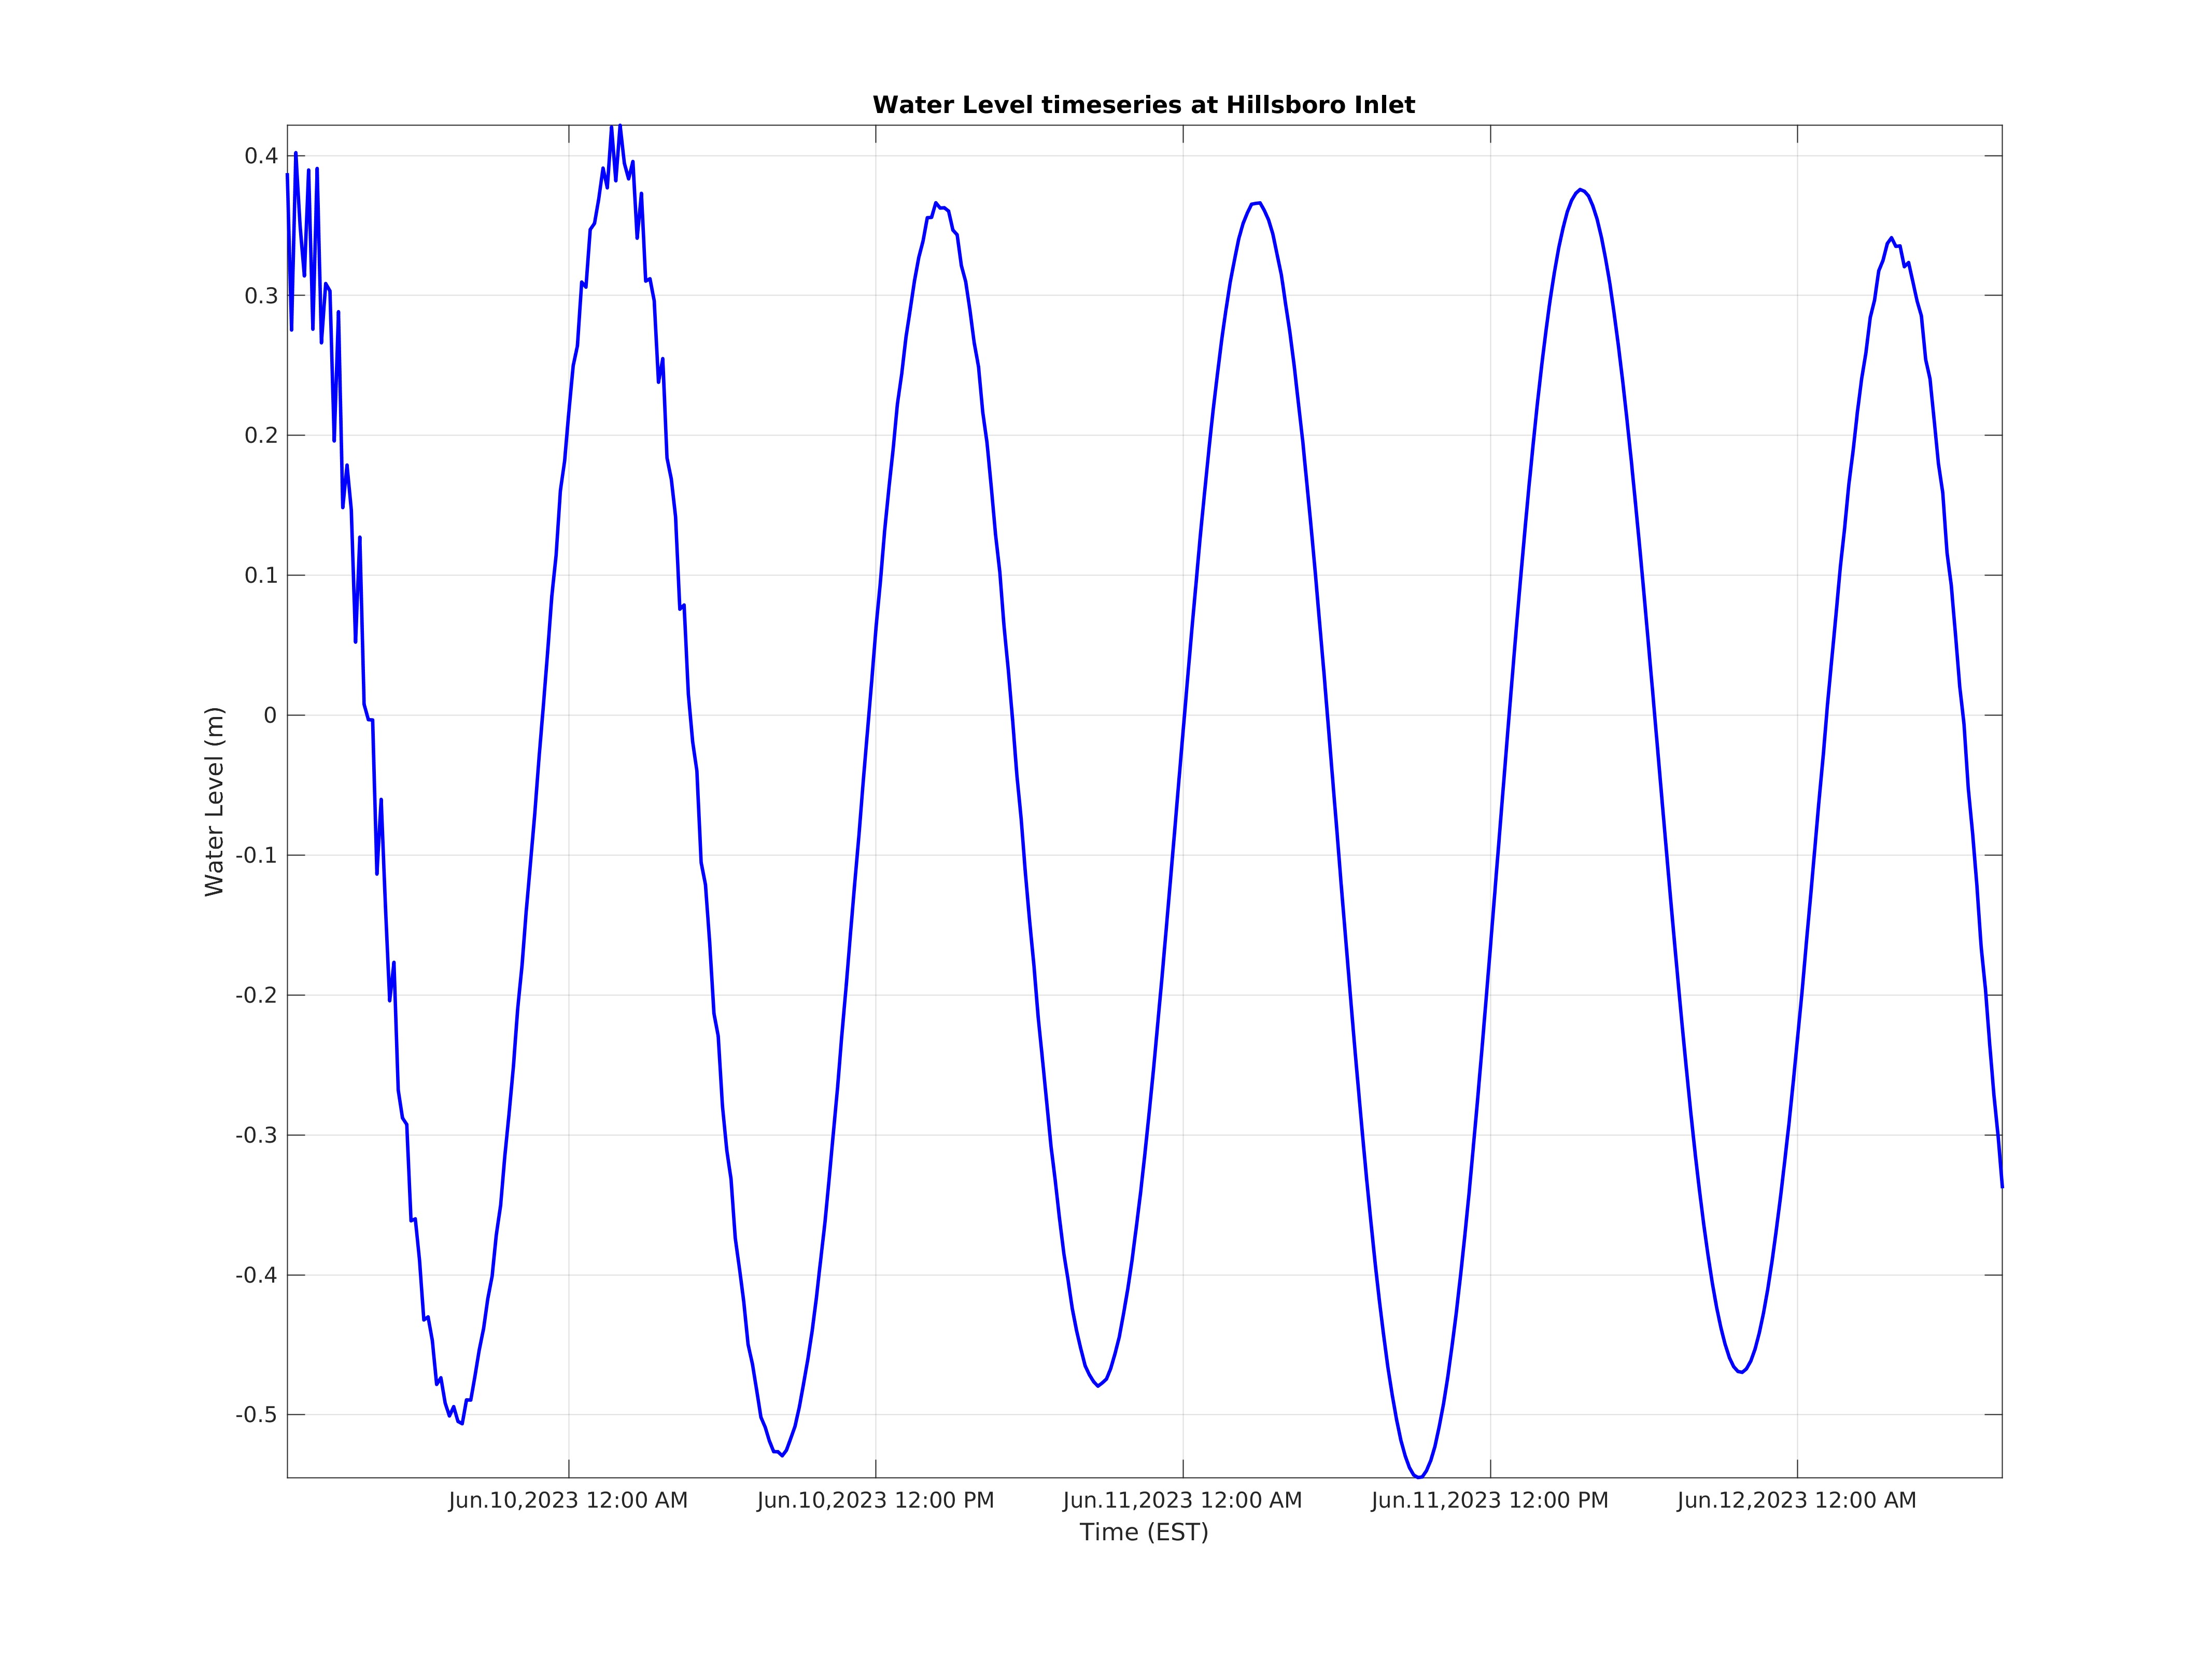 Water Level timeseries at Hillsboro Inlet
0.4
0.3
0.2
0.1
0
-0.1
-0.2
-0.3
-0.4
-0.5
Water Level (m)
Jun.10,2023 12:00 AM
Jun.10,2023 12:00 PM
Jun.11,2023 12:00 AM
Jun.11,2023 12:00 PM
Jun.12,2023 12:00 AM
Time (EST)